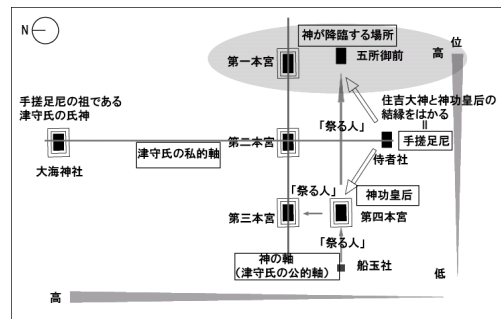 N
神が降臨する場所
五所御前
第一本宮
位
高
手搓足尼の祖である
津守氏の氏神
大海神社
津守氏の私的軸
第二本宮
「祭る人」
住吉大神と神功皇后の
結縁をはかる
=
手搓足尼
待者社
「祭る人」
神功皇后
第三本宮
第四本宮
「祭る人」
神の軸
(津守氏の公的軸)
船玉社
低
高
低